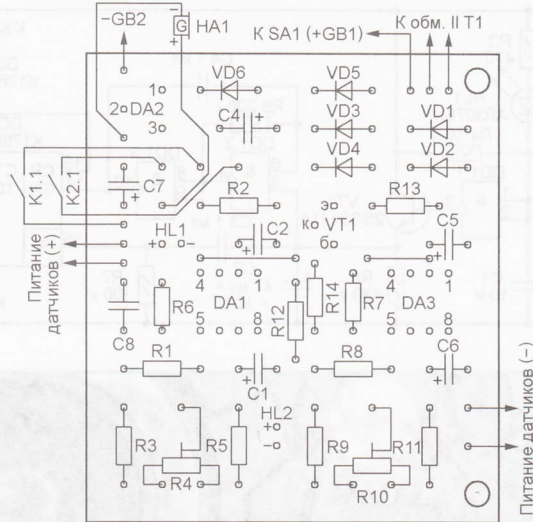 −GB2
G HA1
К SA1 (+GB1)
К обм. II T1
VD6
VD5
1
2 DA2
3
C4 +
VD3
VD1
VD4
VD2
K1.1
K2.1
+ C7
R2
R13
HL1
+ −
+ C2
э
к VT1
б
C5
+
Питание
датчиков (+)
4 1
DA1
5 8
R6
R12
R14
R7
4 1
DA3
5 8
C8
R1
+ C1
R8
C6
+
HL2
+
−
R3
R4
R5
R9
R10
R11
Питание датчиков (−)